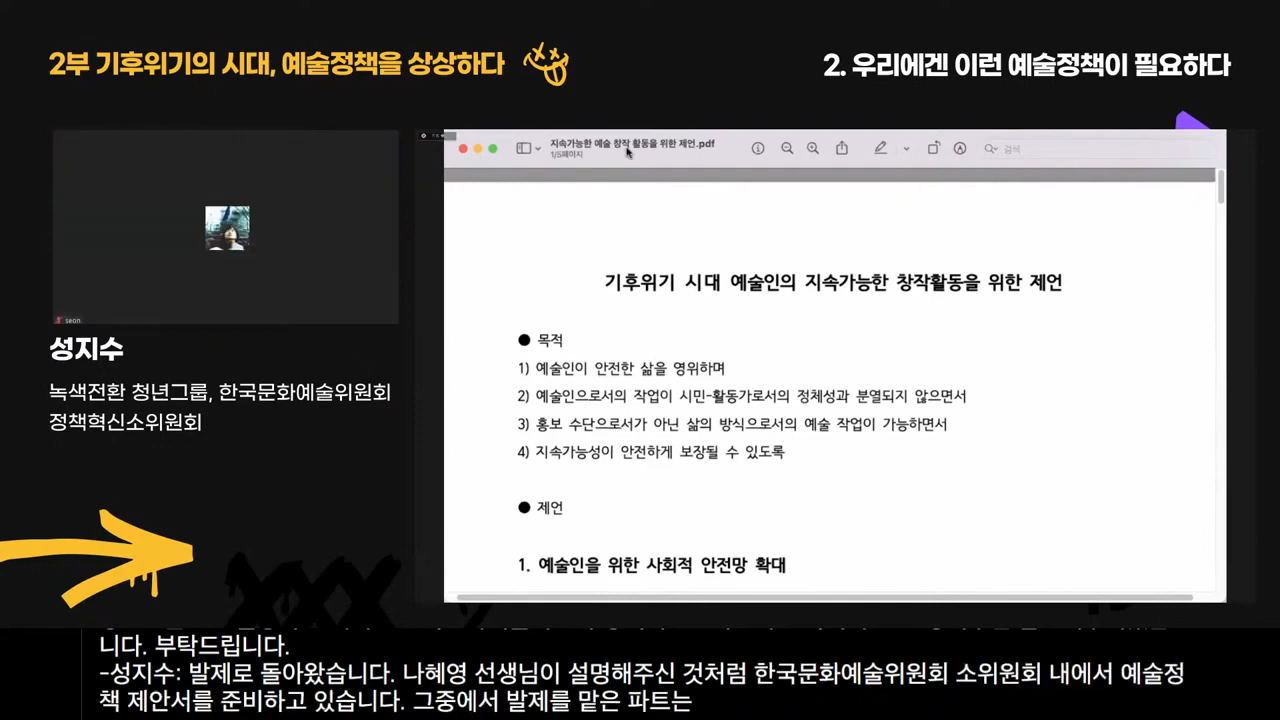 2부 기후위기의 시대, 예술정책을 상상하다
2. 우리에겐 이런 예술정책이 필요하다
지속가능한 예술 창작 활동을 위한 제언.pdf
1/5페이지
검색
기후위기 시대 예술인의 지속가능한 창작활동을 위한 제언
● 목적
1) 예술인이 안전한 삶을 영위하며
2) 예술인으로서의 작업이 시민-활동가로서의 정체성과 분열되지 않으면서
3) 홍보 수단으로서가 아닌 삶의 방식으로서의 예술 작업이 가능하면서
4) 지속가능성이 안전하게 보장될 수 있도록
● 제언
1. 예술인을 위한 사회적 안전망 확대
seon
성지수
녹색전환 청년그룹, 한국문화예술위원회
정책혁신소위원회
니다. 부탁드립니다.
-성지수: 발제로 돌아왔습니다. 나혜영 선생님이 설명해주신 것처럼 한국문화예술위원회 소위원회 내에서 예술정
책 제안서를 준비하고 있습니다. 그중에서 발제를 맡은 파트는